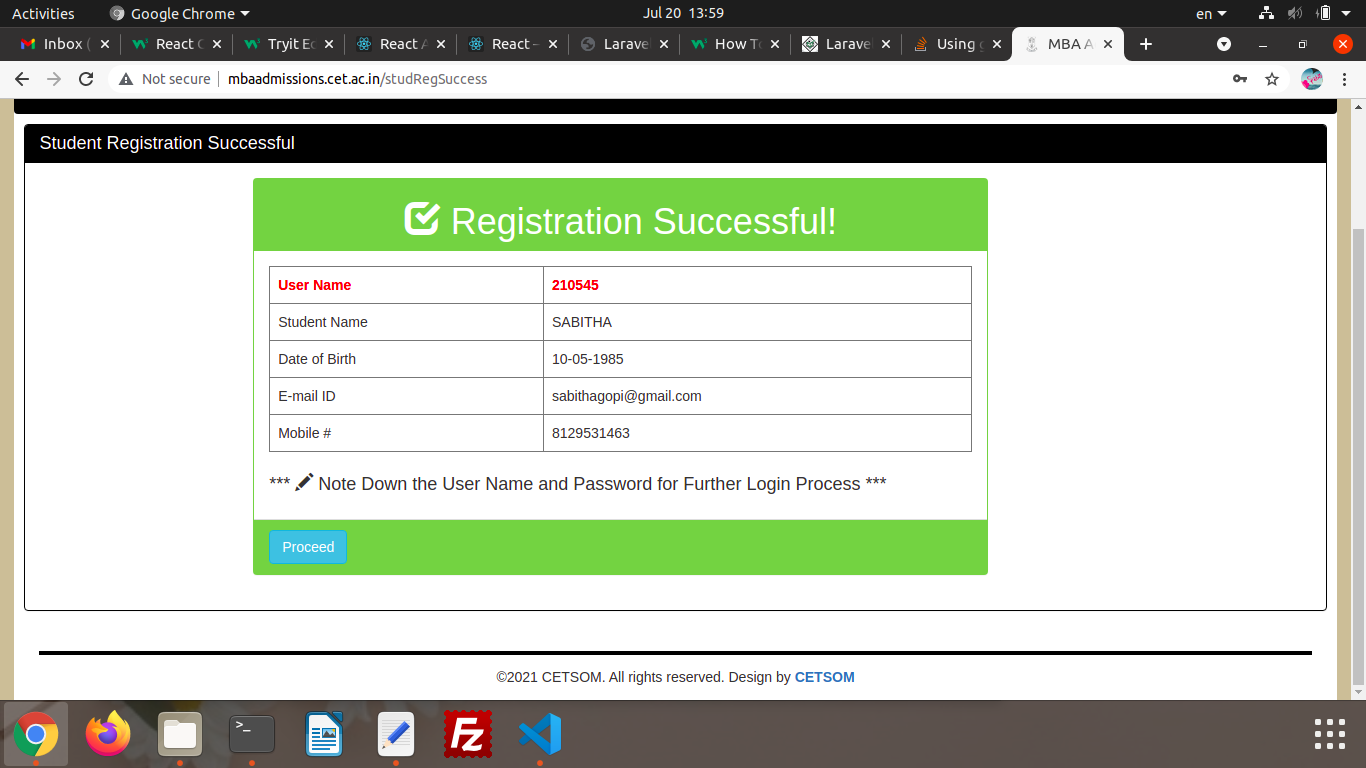 Activities Google Chrome Jul 20 13:59 en
Inbox ( React C Tryit Ed React A React - Larave How To Larave Using g MBA A
Not secure mbaadmissions.cet.ac.in/studRegSuccess
Student Registration Successful
Registration Successful!
User Name 210545
Student Name SABITHA
Date of Birth 10-05-1985
E-mail ID sabithagopi@gmail.com
Mobile # 8129531463
*** Note Down the User Name and Password for Further Login Process ***
Proceed
©2021 CETSOM. All rights reserved. Design by CETSOM